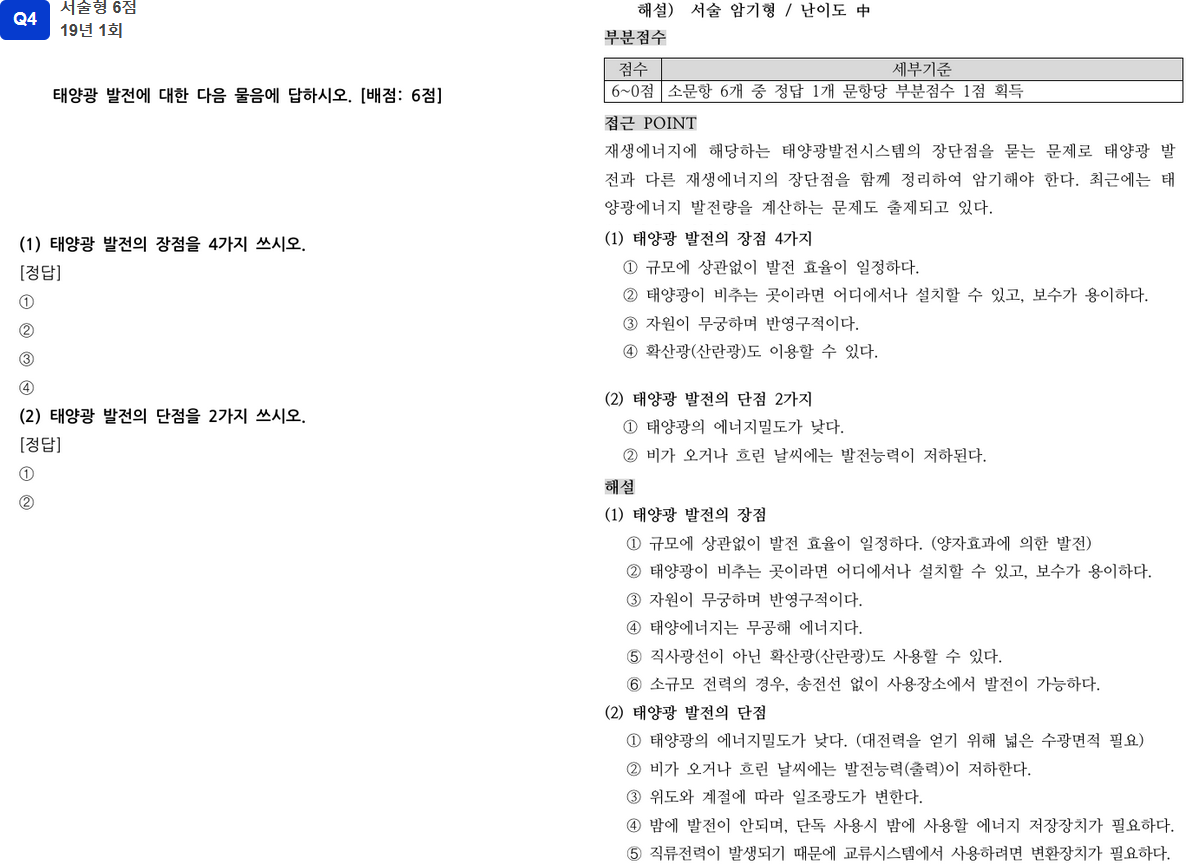 Q4
서술형 6점
19년 1회
태양광 발전에 대한 다음 물음에 답하시오. [배점: 6점]
(1) 태양광 발전의 장점을 4가지 쓰시오.
[정답]
①
②
③
④
(2) 태양광 발전의 단점을 2가지 쓰시오.
[정답]
①
②
해설) 서술 암기형 / 난이도 中
부분점수
점수 세부기준
6~0점 소문항 6개 중 정답 1개 문항당 부분점수 1점 획득
접근 POINT
재생에너지에 해당하는 태양광발전시스템의 장단점을 묻는 문제로 태양광 발
전과 다른 재생에너지의 장단점을 함께 정리하여 암기해야 한다. 최근에는 태
양광에너지 발전량을 계산하는 문제도 출제되고 있다.
(1) 태양광 발전의 장점 4가지
① 규모에 상관없이 발전 효율이 일정하다.
② 태양광이 비추는 곳이라면 어디에서나 설치할 수 있고, 보수가 용이하다.
③ 자원이 무궁하며 반영구적이다.
④ 확산광(산란광)도 이용할 수 있다.
(2) 태양광 발전의 단점 2가지
① 태양광의 에너지밀도가 낮다.
② 비가 오거나 흐린 날씨에는 발전능력이 저하된다.
해설
(1) 태양광 발전의 장점
① 규모에 상관없이 발전 효율이 일정하다. (양자효과에 의한 발전)
② 태양광이 비추는 곳이라면 어디에서나 설치할 수 있고, 보수가 용이하다.
③ 자원이 무궁하며 반영구적이다.
④ 태양에너지는 무공해 에너지다.
⑤ 직사광선이 아닌 확산광(산란광)도 사용할 수 있다.
⑥ 소규모 전력의 경우, 송전선 없이 사용장소에서 발전이 가능하다.
(2) 태양광 발전의 단점
① 태양광의 에너지밀도가 낮다. (대전력을 얻기 위해 넓은 수광면적 필요)
② 비가 오거나 흐린 날씨에는 발전능력(출력)이 저하한다.
③ 위도와 계절에 따라 일조광도가 변한다.
④ 밤에 발전이 안되며, 단독 사용시 밤에 사용할 에너지 저장장치가 필요하다.
⑤ 직류전력이 발생되기 때문에 교류시스템에서 사용하려면 변환장치가 필요하다.